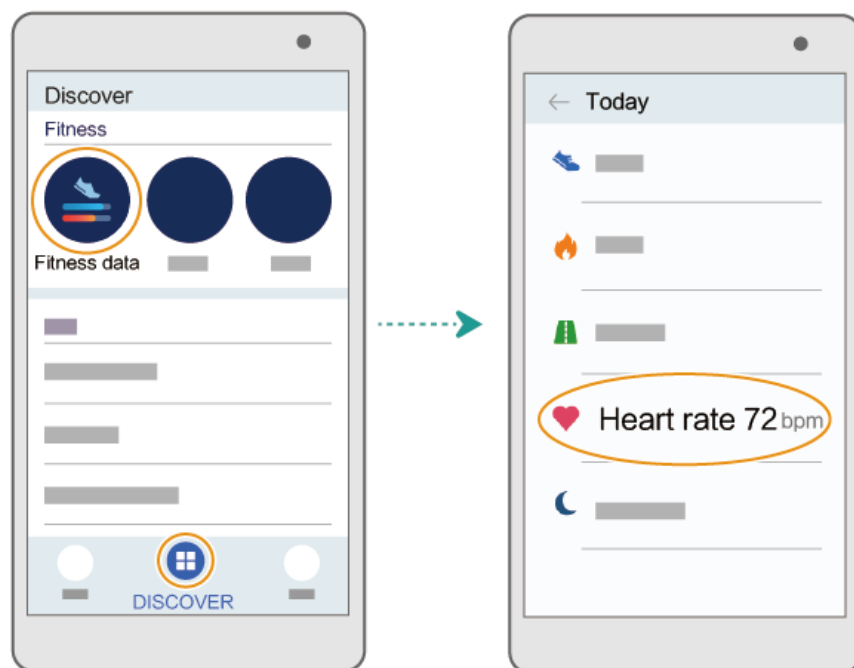 Discover
Fitness
Fitness data
DISCOVER
Today
Heart rate 72 bpm